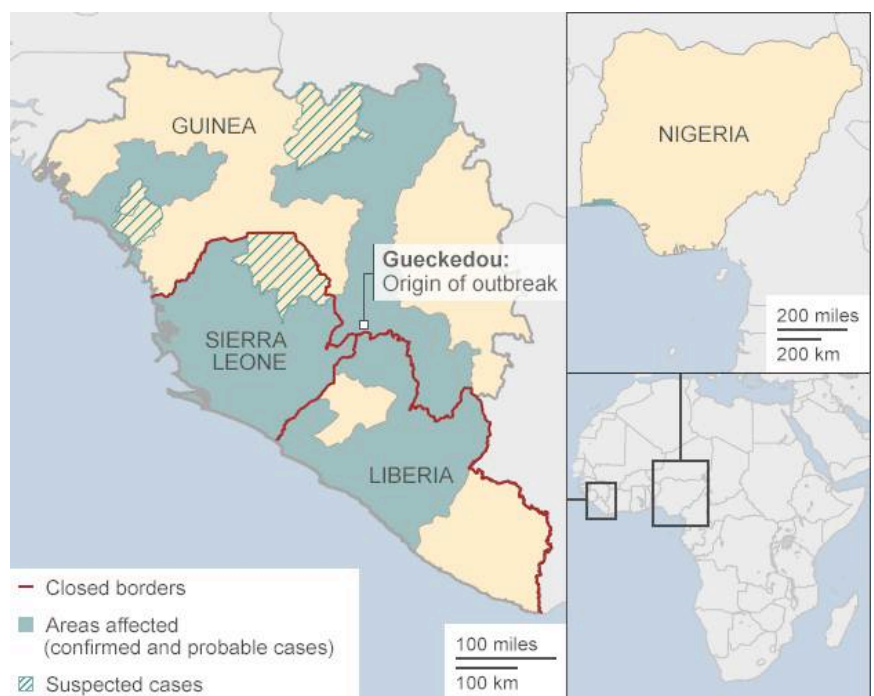 GUINEA
Gueckedou:
Origin of outbreak
SIERRA
LEONE
LIBERIA
Closed borders
Areas affected
(confirmed and probable cases)
Suspected cases
100 miles
100 km
NIGERIA
200 miles
200 km